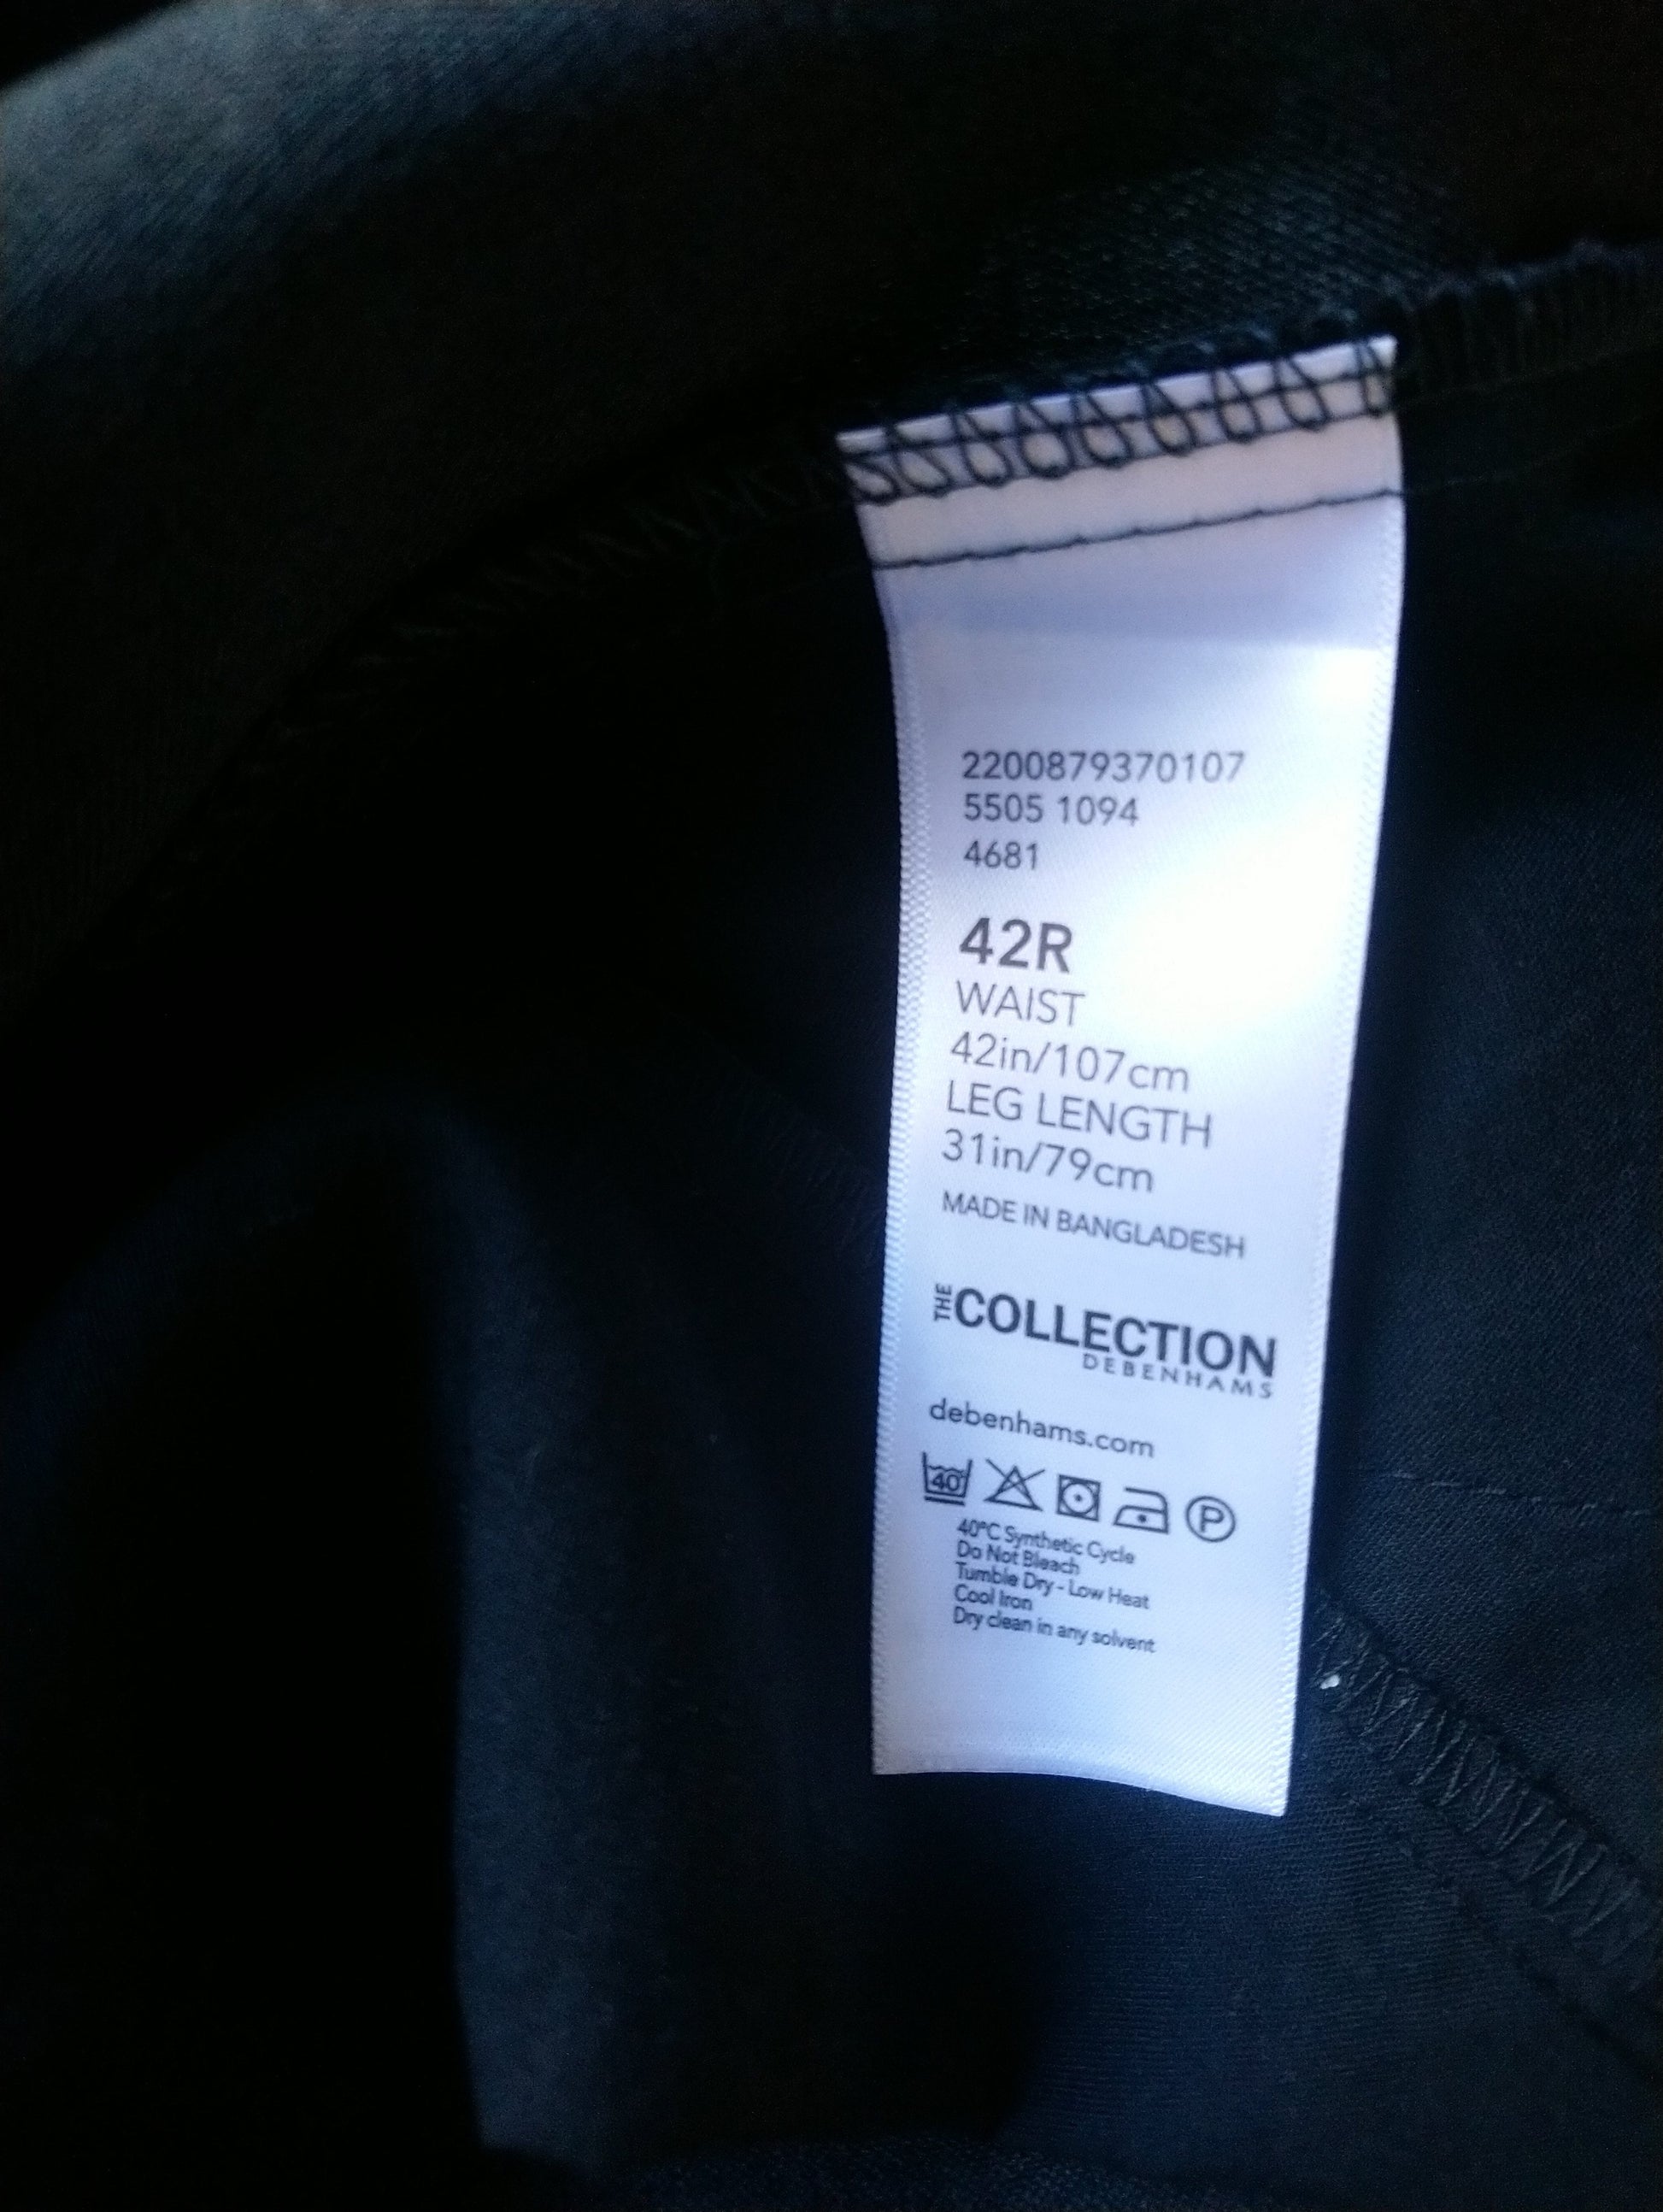 2200879370107
5505 1094
4681
42R
WAIST
42in/107cm
LEG LENGTH
31in/79cm
MADE IN BANGLADESH
THE COLLECTION
DEBENHAMS
debenhams.com
40 P
40°C Synthetic Cycle
Do Not Bleach
Tumble Dry - Low Heat
Cool Iron
Dry clean in any solvent